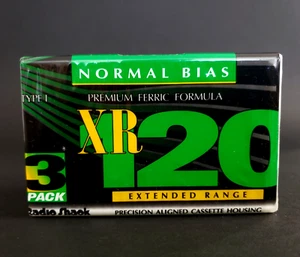 NORMAL BIAS
TYPE I PREMIUM FERRIC FORMULA
XR 120
3 PACK
EXTENDED RANGE
Radio Shack PRECISION ALIGNED CASSETTE HOUSING